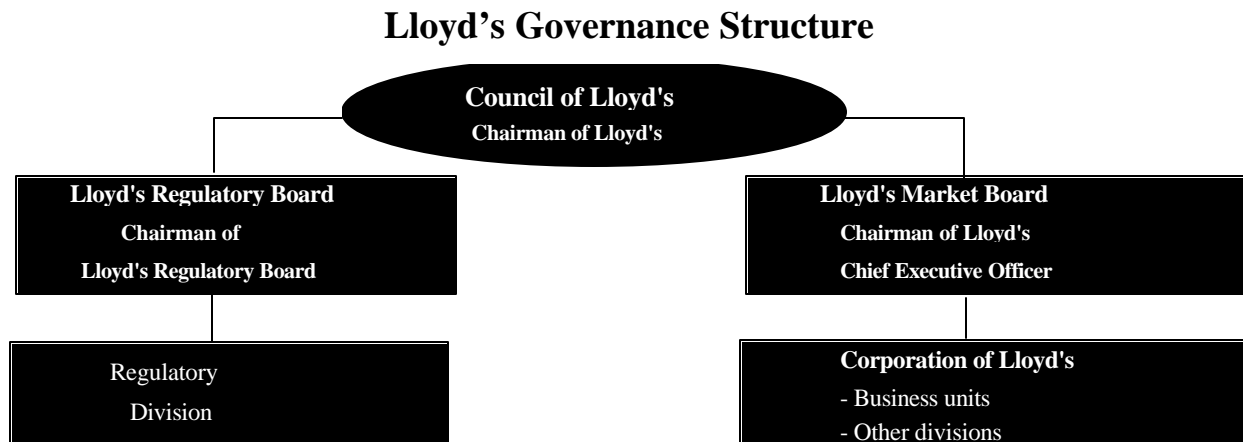 Lloyd’s Governance Structure
Council of Lloyd's
Chairman of Lloyd's
Lloyd's Regulatory Board
Chairman of
Lloyd's Regulatory Board
Lloyd's Market Board
Chairman of Lloyd's
Chief Executive Officer
Regulatory
Division
Corporation of Lloyd's
- Business units
- Other divisions